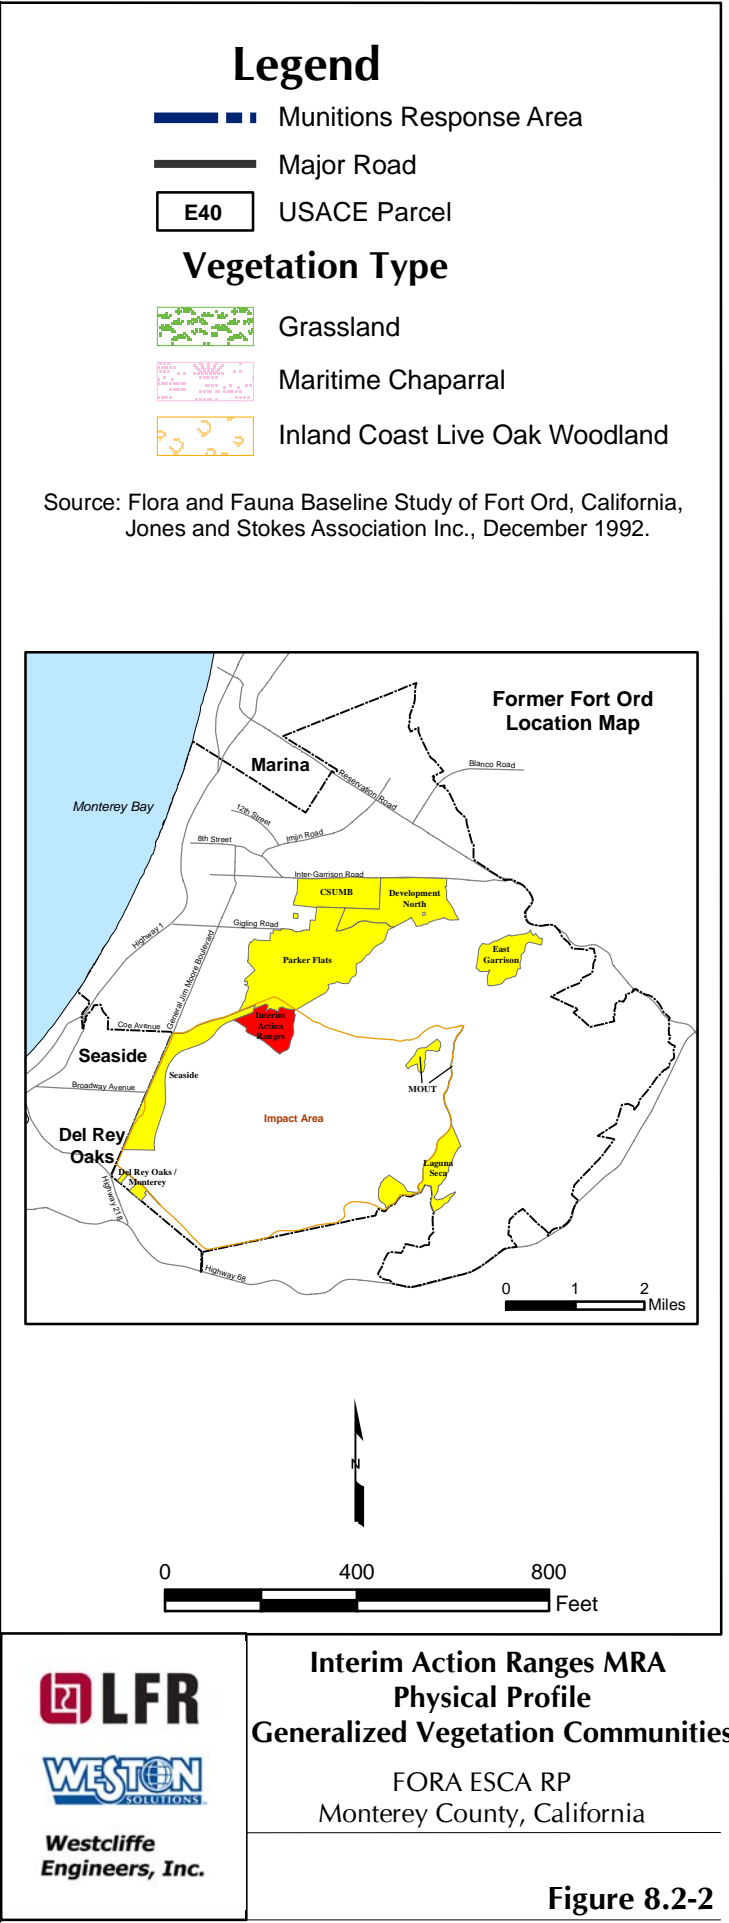 Legend
Munitions Response Area
Major Road
E40 USACE Parcel
Vegetation Type
Grassland
Maritime Chaparral
Inland Coast Live Oak Woodland
Source: Flora and Fauna Baseline Study of Fort Ord, California,
Jones and Stokes Association Inc., December 1992.
Former Fort Ord
Location Map
Marina
Blanco Road
Reservation Road
Monterey Bay
12th Street
Imjin Road
8th Street
Inter-Garrison Road
CSUMB
Development
North
Highway 1
Gigling Road
General Jim Moore Boulevard
Parker Flats
East
Garrison
Interim
Action
Ranges
Coe Avenue
Seaside
Seaside
Broadway Avenue
MOUT
Impact Area
Del Rey
Oaks
Del Rey Oaks /
Monterey
Laguna
Seca
Highway 218
Highway 68
0 1 2
Miles
N
0 400 800
Feet
LFR
WESTON
SOLUTIONS
Westcliffe
Engineers, Inc.
Interim Action Ranges MRA
Physical Profile
Generalized Vegetation Communities
FORA ESCA RP
Monterey County, California
Figure 8.2-2